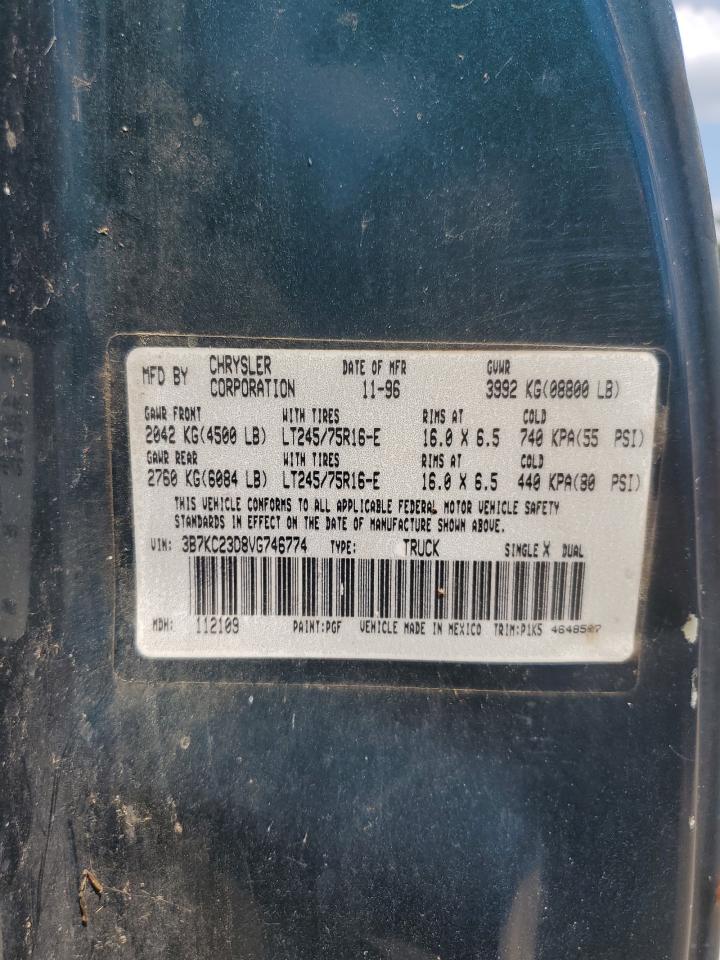 MFD BY CHRYSLER CORPORATION DATE OF MFR 11-96 GVWR 3992 KG(08800 LB)
GAWR FRONT WITH TIRES RIMS AT COLD
2042 KG(4500 LB) LT245/75R16-E 16.0 X 6.5 740 KPA(55 PSI)
GAWR REAR WITH TIRES RIMS AT COLD
2760 KG(6084 LB) LT245/75R16-E 16.0 X 6.5 440 KPA(80 PSI)
THIS VEHICLE CONFORMS TO ALL APPLICABLE FEDERAL MOTOR VEHICLE SAFETY
STANDARDS IN EFFECT ON THE DATE OF MANUFACTURE SHOWN ABOVE.
VIN: 3B7KC23D8VG746774 TYPE: TRUCK SINGLE X DUAL
MDH: 112109 PAINT:PGF VEHICLE MADE IN MEXICO TRIM:P1K5 4648507